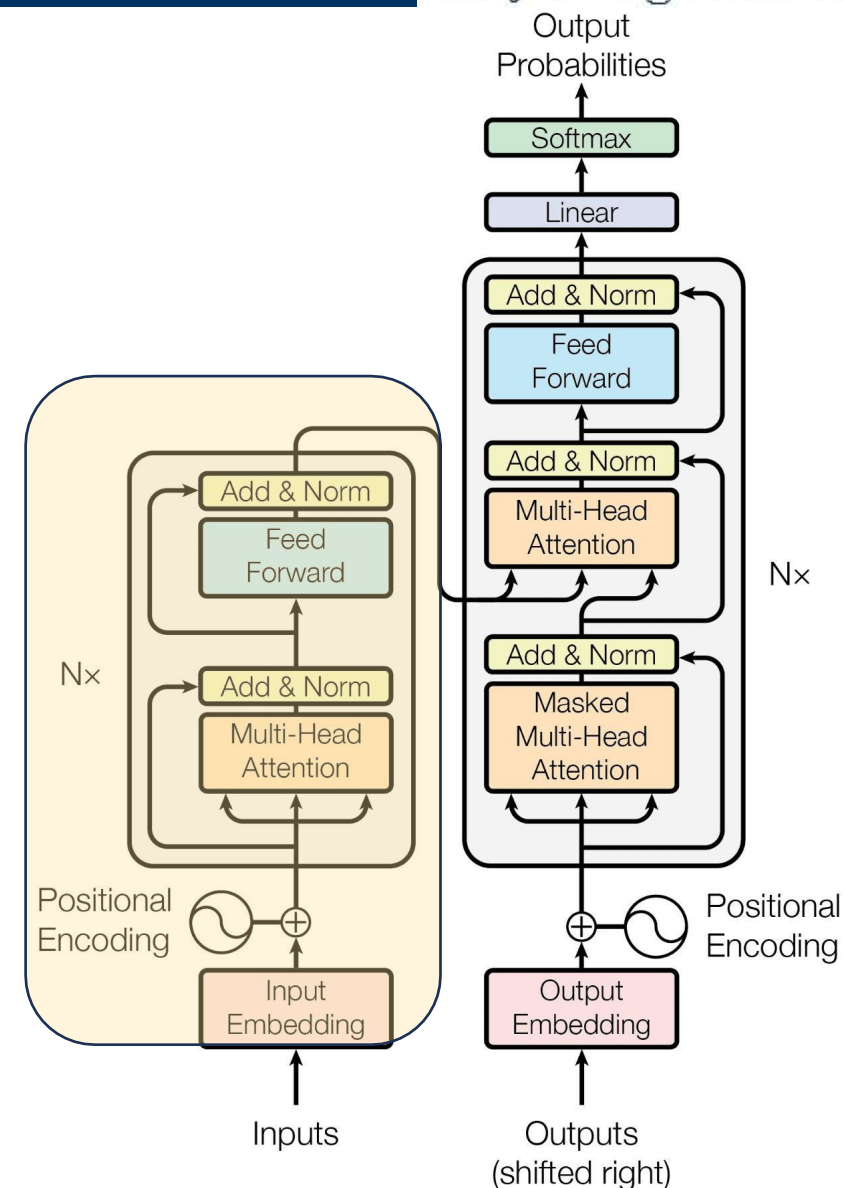 Output
Probabilities
Softmax
Linear
Add & Norm
Feed
Forward
Add & Norm
Multi-Head
Attention
Nx
Add & Norm
Masked
Multi-Head
Attention
Positional
Encoding
Output
Embedding
Outputs
(shifted right)
Add & Norm
Feed
Forward
Nx
Add & Norm
Multi-Head
Attention
Positional
Encoding
Input
Embedding
Inputs